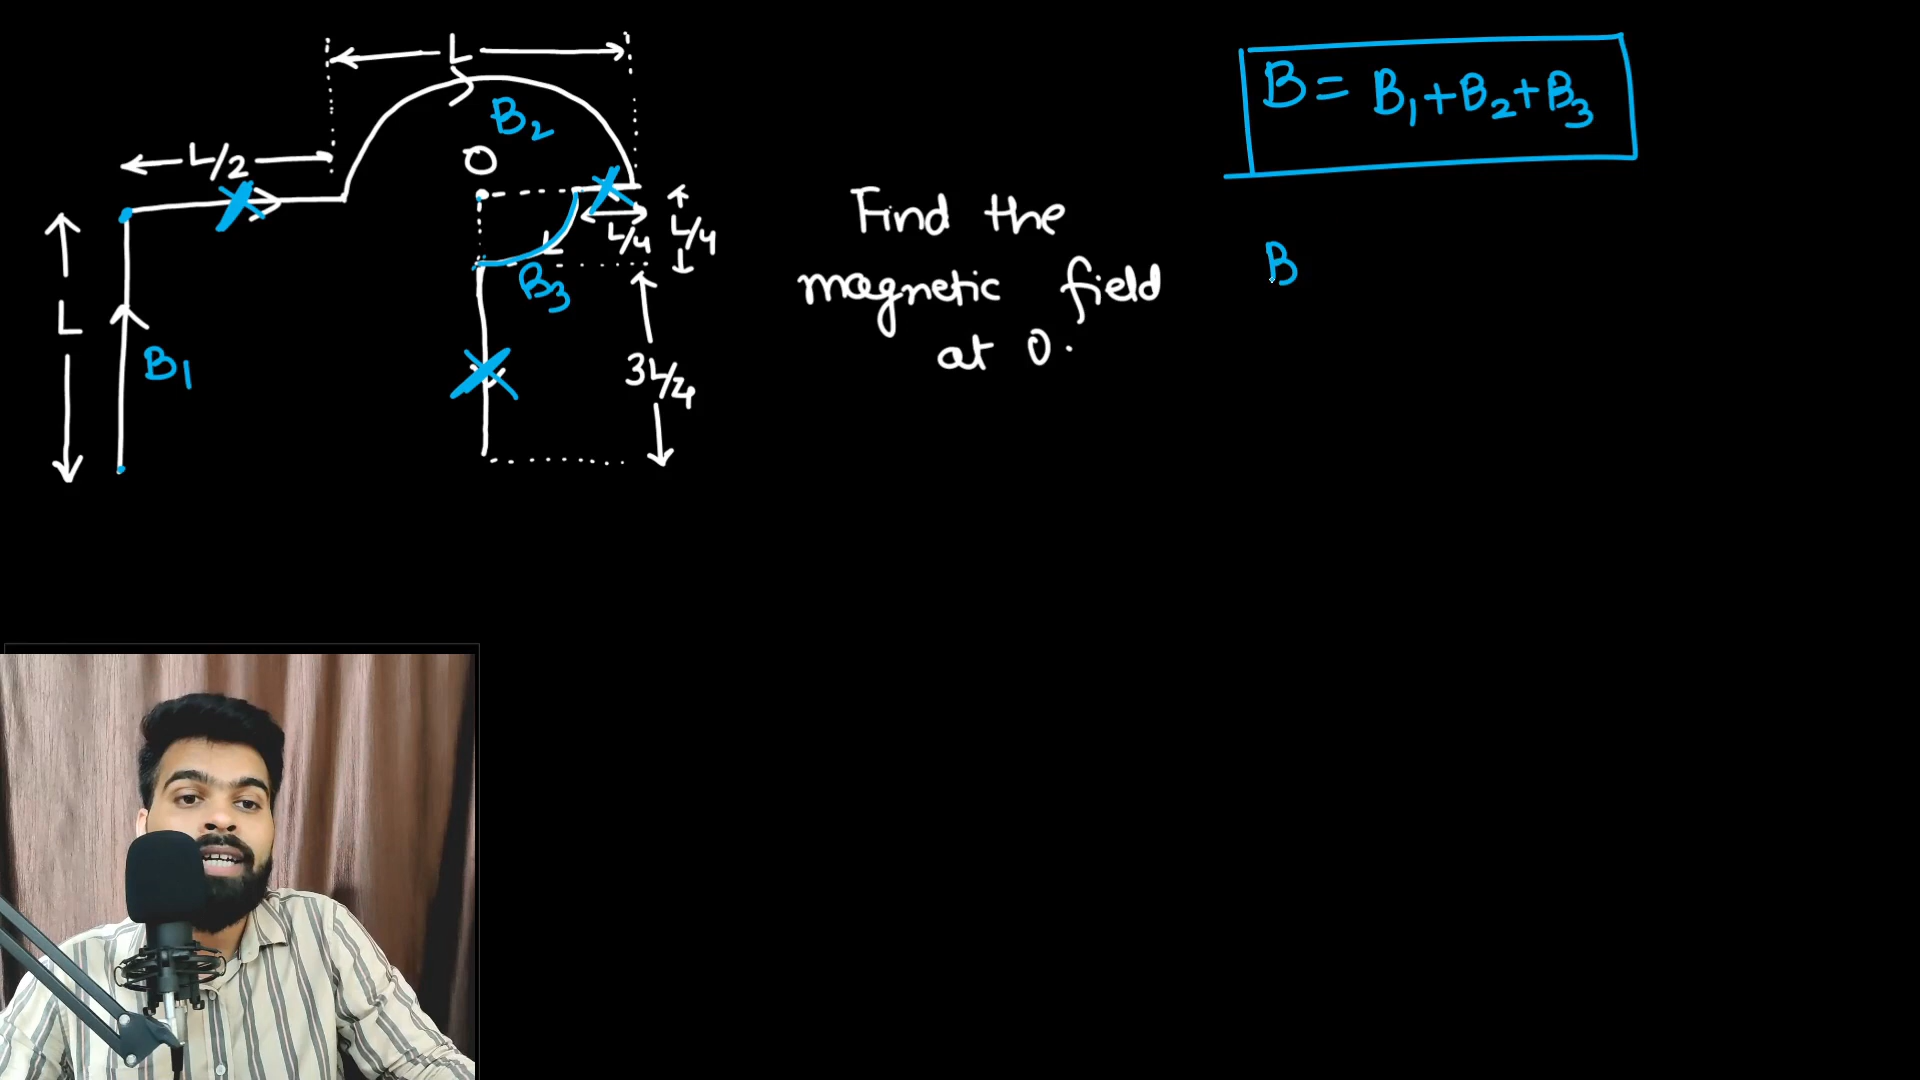 L
B2
L/2
O
L/4
L/4
L
B3
B1
3L/4
Find the
magnetic field
at O.
B = B1+B2+B3
B